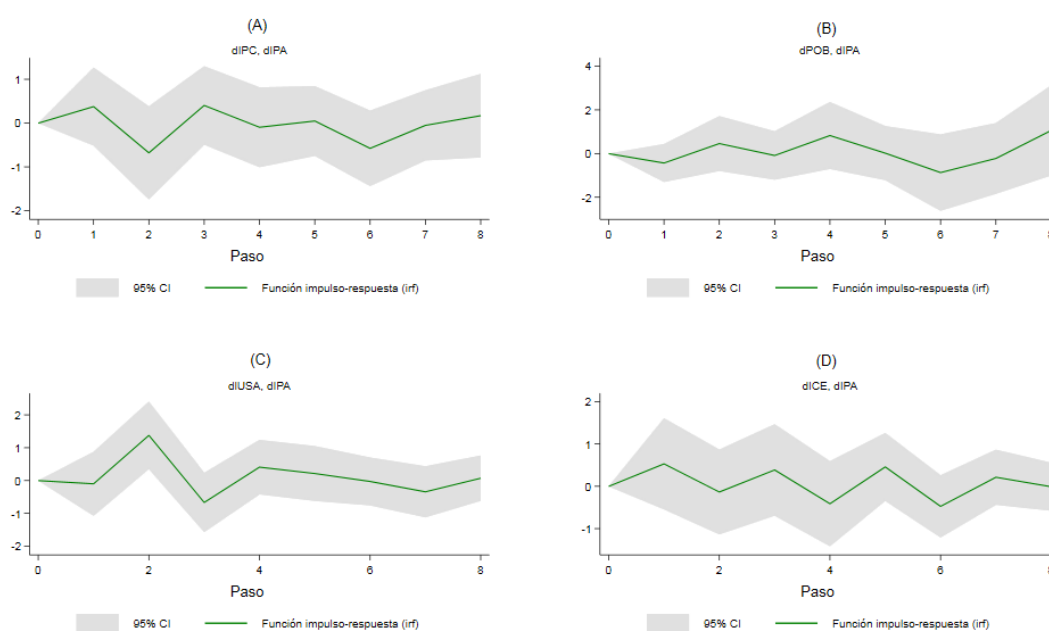 (A)
dIPC, dIPA
1
0
-1
-2
0 1 2 3 4 5 6 7 8
Paso
95% CI Función impulso-respuesta (irf)
(B)
dPOB, dIPA
4
2
0
-2
0 1 2 3 4 5 6 7 8
Paso
95% CI Función impulso-respuesta (irf)
(C)
dIUSA, dIPA
2
1
0
-1
-2
0 2 4 6 8
Paso
95% CI Función impulso-respuesta (irf)
(D)
dICE, dIPA
2
1
0
-1
0 2 4 6 8
Paso
95% CI Función impulso-respuesta (irf)